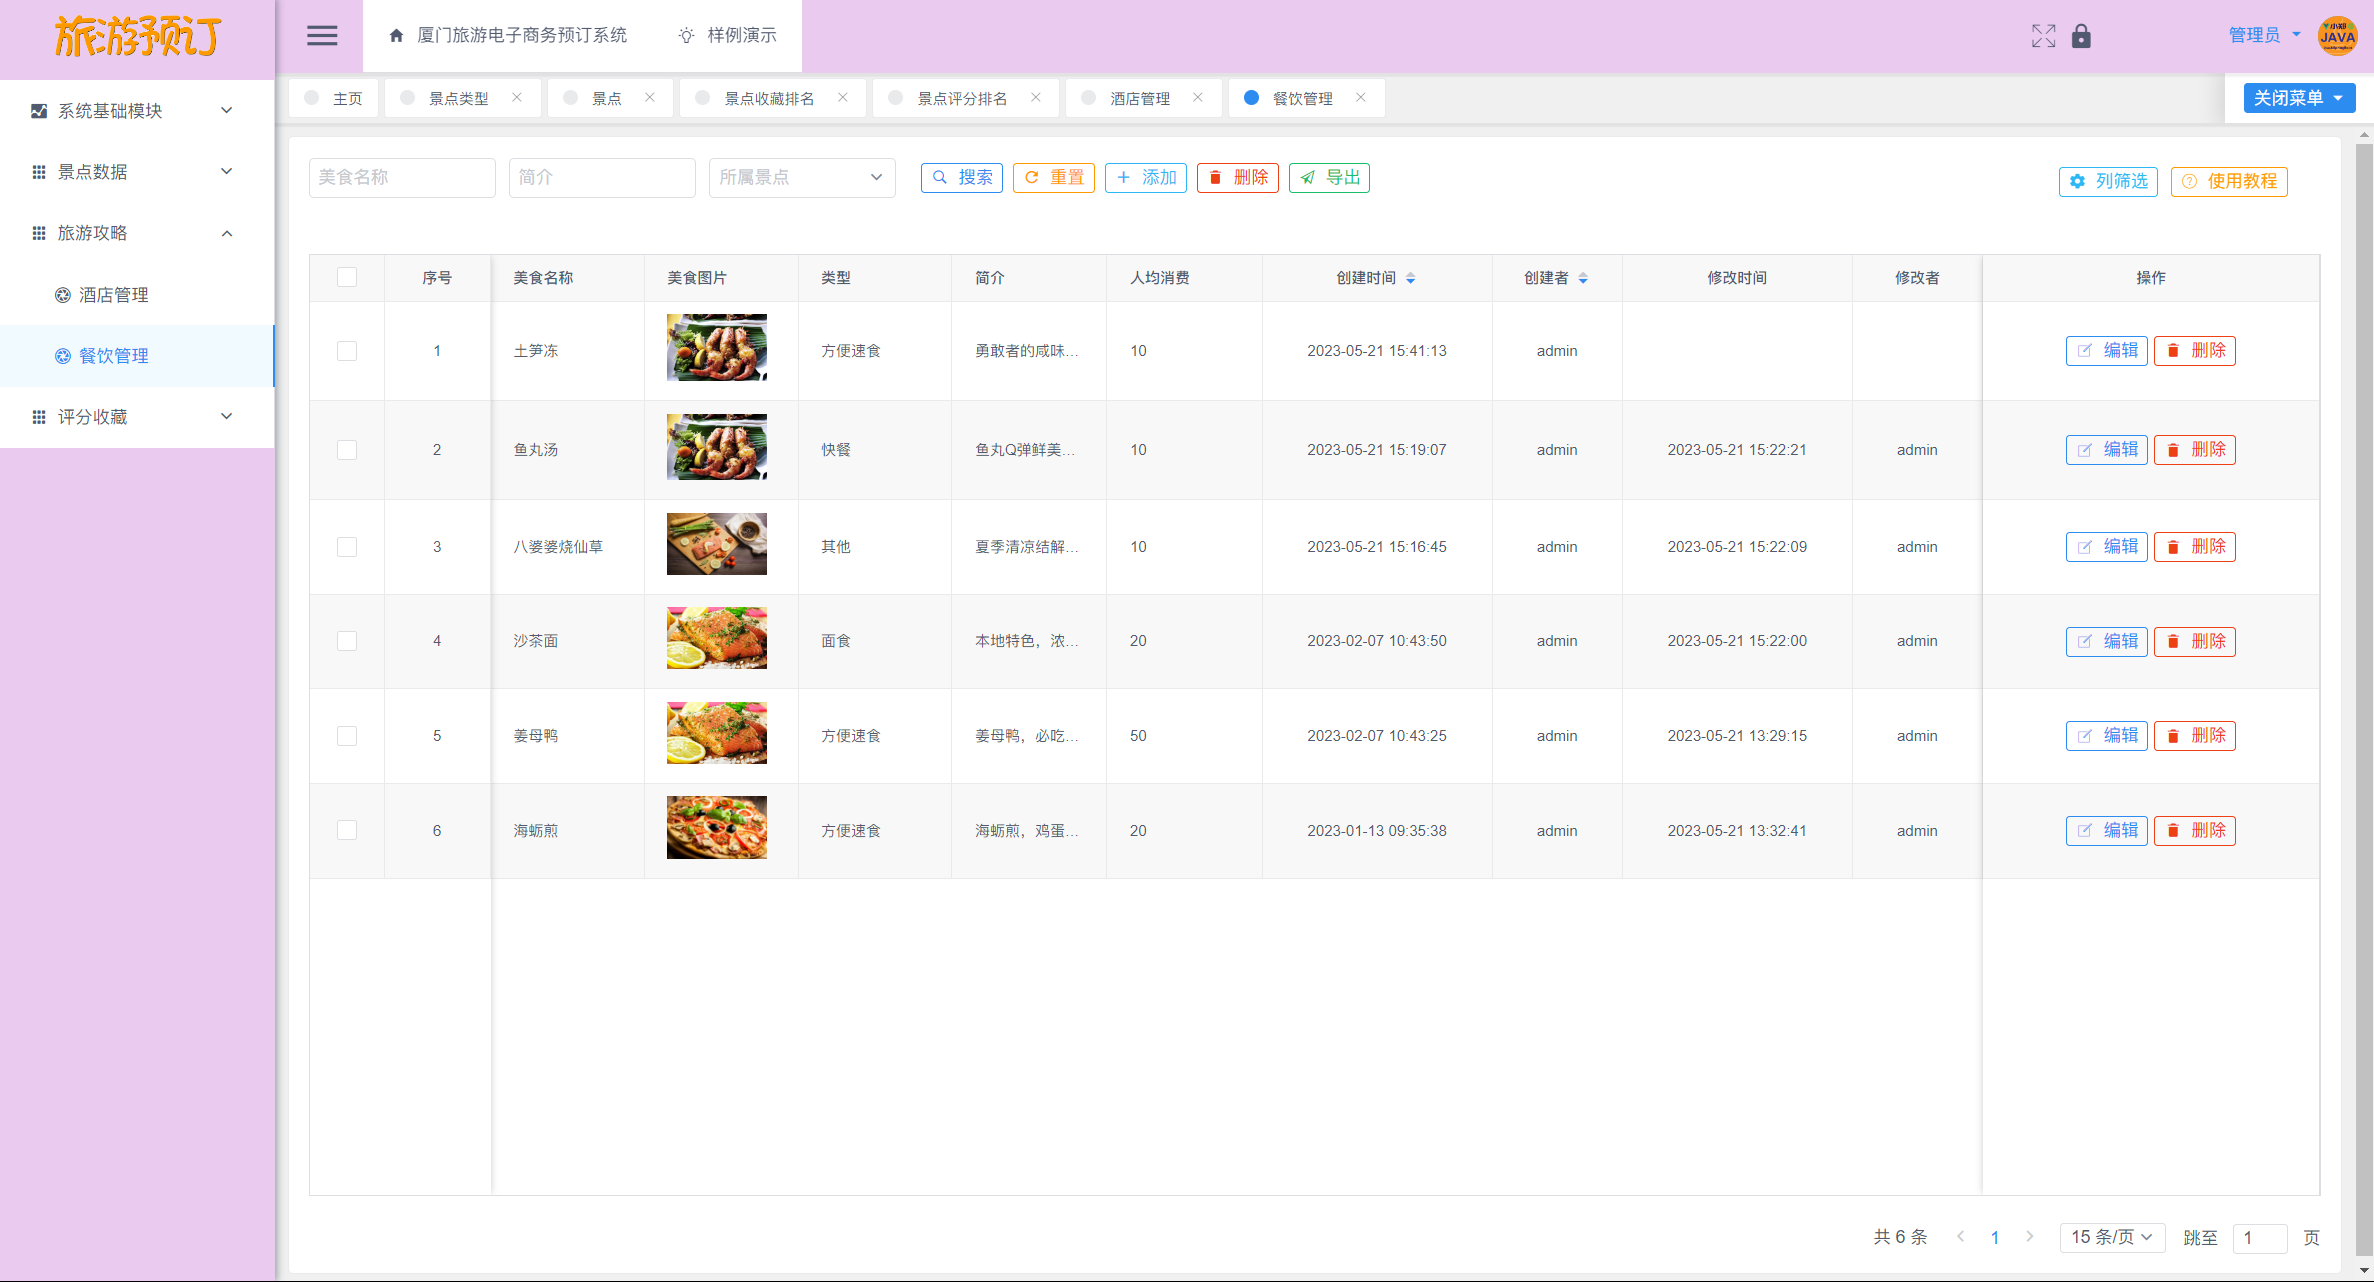 旅游预订
厦门旅游电子商务预订系统 样例演示
管理员
小郑
JAVA
系统基础模块
景点数据
旅游攻略
酒店管理
餐饮管理
评分收藏
主页 景点类型 景点 景点收藏排名 景点评分排名 酒店管理 餐饮管理
关闭菜单
美食名称 简介 所属景点 搜索 重置 添加 删除 导出 列筛选 使用教程
序号 美食名称 美食图片 类型 简介 人均消费 创建时间 创建者 修改时间 修改者 操作
1 土笋冻 方便速食 勇敢者的咸味... 10 2023-05-21 15:41:13 admin 编辑 删除
2 鱼丸汤 快餐 鱼丸Q弹鲜美... 10 2023-05-21 15:19:07 admin 2023-05-21 15:22:21 admin 编辑 删除
3 八婆婆烧仙草 其他 夏季清凉结解... 10 2023-05-21 15:16:45 admin 2023-05-21 15:22:09 admin 编辑 删除
4 沙茶面 面食 本地特色，浓... 20 2023-02-07 10:43:50 admin 2023-05-21 15:22:00 admin 编辑 删除
5 姜母鸭 方便速食 姜母鸭，必吃... 50 2023-02-07 10:43:25 admin 2023-05-21 13:29:15 admin 编辑 删除
6 海蛎煎 方便速食 海蛎煎，鸡蛋... 20 2023-01-13 09:35:38 admin 2023-05-21 13:32:41 admin 编辑 删除
共 6 条 1 15 条/页 跳至 1 页